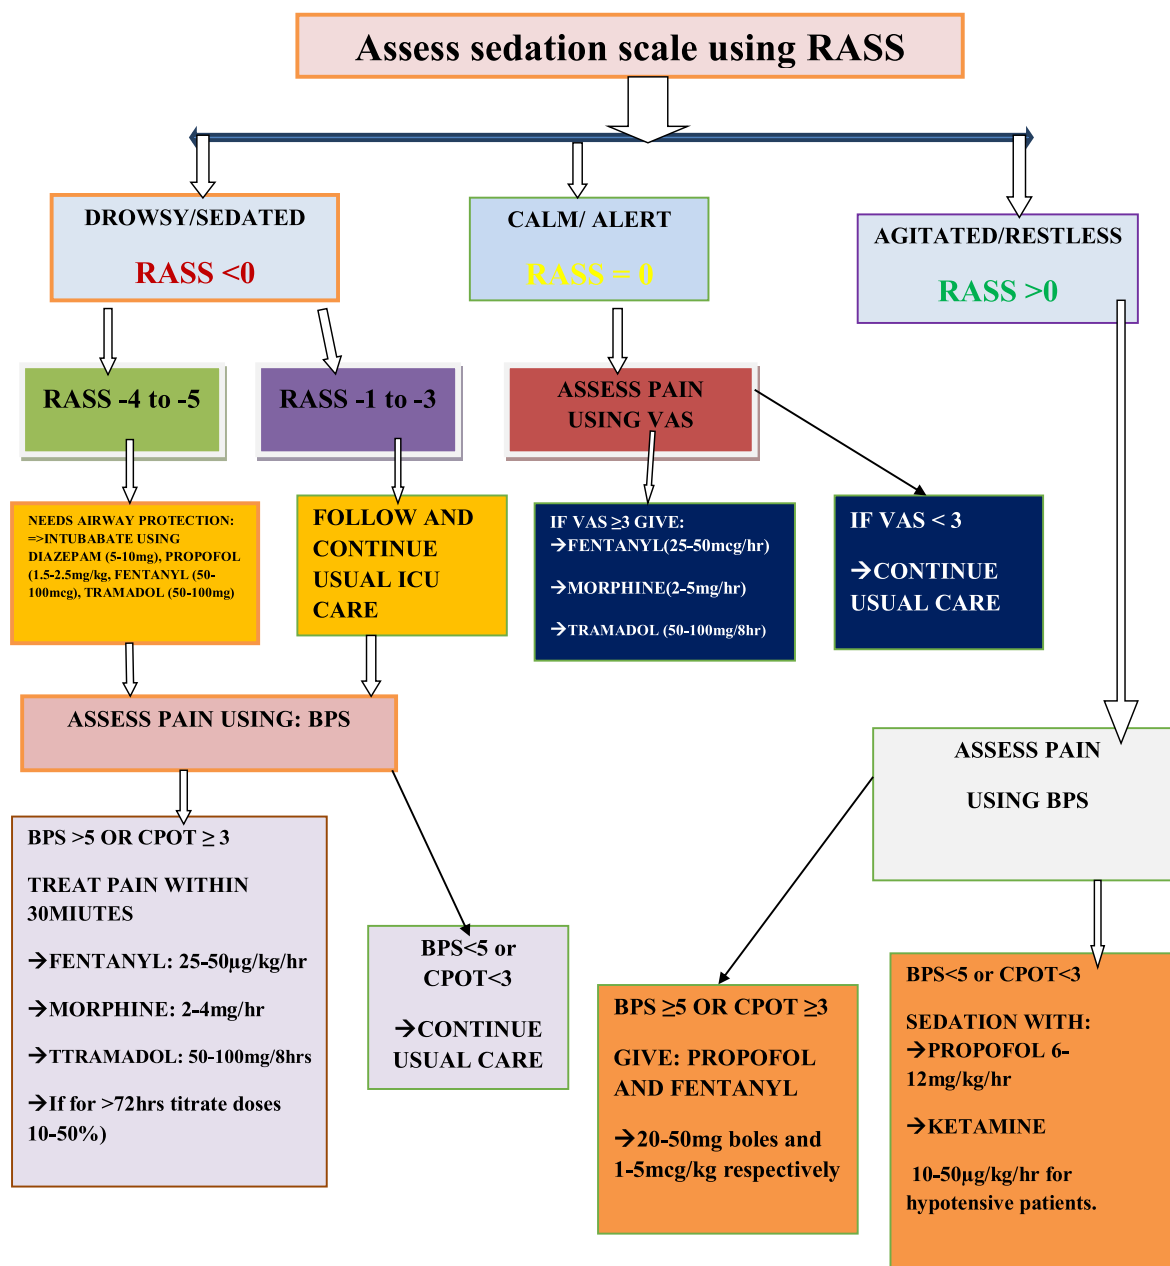 Assess sedation scale using RASS
DROWSY/SEDATED
RASS <0
CALM/ ALERT
RASS = 0
AGITATED/RESTLESS
RASS >0
RASS -4 to -5
RASS -1 to -3
ASSESS PAIN
USING VAS
NEEDS AIRWAY PROTECTION:
=>INTUBABATE USING
DIAZEPAM (5-10mg), PROPOFOL
(1.5-2.5mg/kg, FENTANYL (50-
100mcg), TRAMADOL (50-100mg)
FOLLOW AND
CONTINUE
USUAL ICU
CARE
IF VAS ≥3 GIVE:
→FENTANYL(25-50mcg/hr)
→MORPHINE(2-5mg/hr)
→TRAMADOL (50-100mg/8hr)
IF VAS < 3
→CONTINUE
USUAL CARE
ASSESS PAIN USING: BPS
ASSESS PAIN
USING BPS
BPS >5 OR CPOT ≥ 3
TREAT PAIN WITHIN
30MIUTES
→FENTANYL: 25-50µg/kg/hr
→MORPHINE: 2-4mg/hr
→TTRAMADOL: 50-100mg/8hrs
→If for >72hrs titrate doses
10-50%)
BPS<5 or
CPOT<3
→CONTINUE
USUAL CARE
BPS ≥5 OR CPOT ≥3
GIVE: PROPOFOL
AND FENTANYL
→20-50mg boles and
1-5mcg/kg respectively
BPS<5 or CPOT<3
SEDATION WITH:
→PROPOFOL 6-
12mg/kg/hr
→KETAMINE
10-50µg/kg/hr for
hypotensive patients.